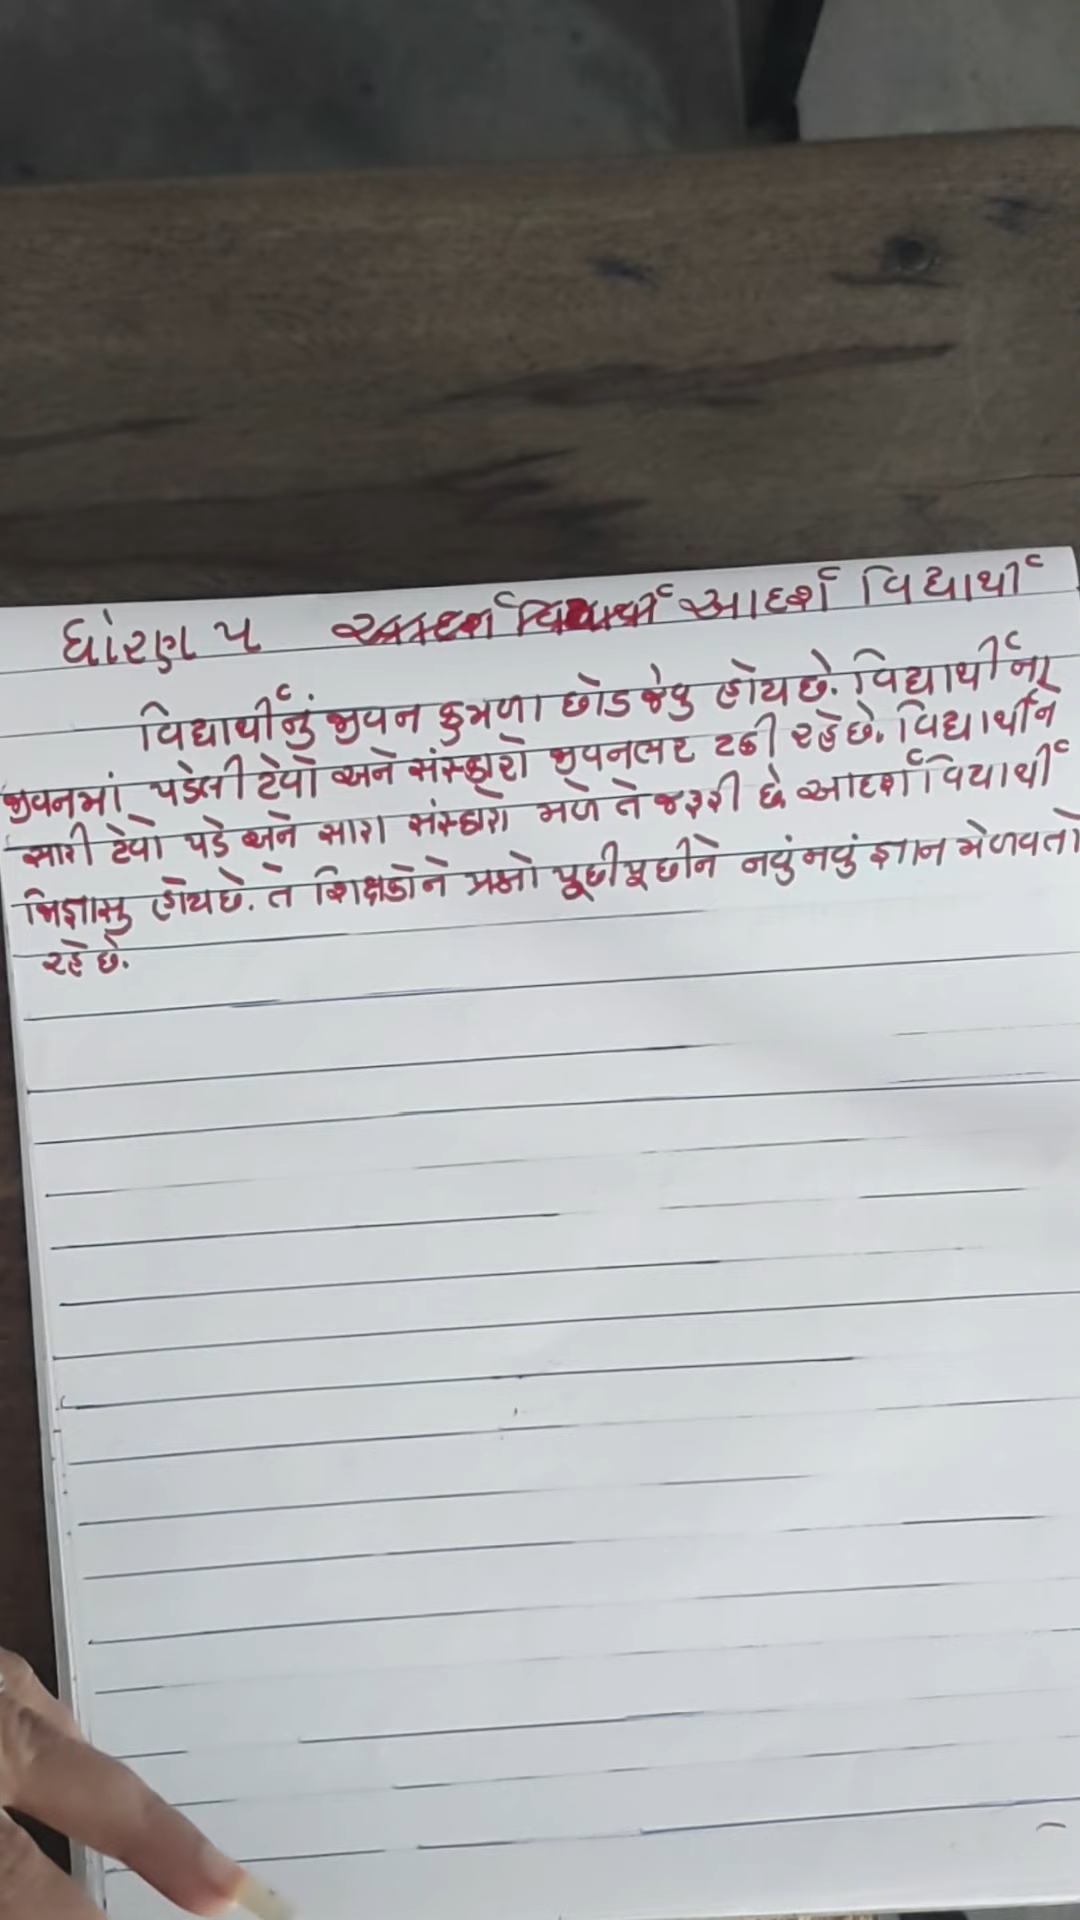 ધોરણ ૫ આદર્શ વિદ્યાર્થી
વિદ્યાર્થીનું જીવન કુમળા છોડ જેવુ હોય છે. વિદ્યાર્થીના
જીવનમાં પડેલી ટેવો અને સંસ્કારો જીવનભર ટકી રહે છે. વિદ્યાર્થીને
સારી ટેવો પડે અને સારા સંસ્કારો મળે તે જરૂરી છે આદર્શ વિદ્યાર્થી
જિજ્ઞાસુ હોય છે. તે શિક્ષકોને પ્રશ્નો પૂછીપૂછીને નવુંનવું જ્ઞાન મેળવતો
રહે છે.